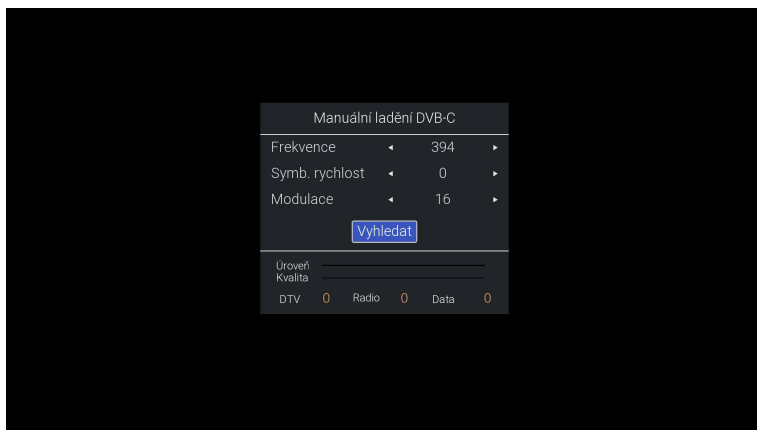 Manuální ladění DVB-C
Frekvence ◂ 394 ▸
Symb. rychlost ◂ 0 ▸
Modulace ◂ 16 ▸
Vyhledat
Úroveň
Kvalita
DTV 0 Radio 0 Data 0